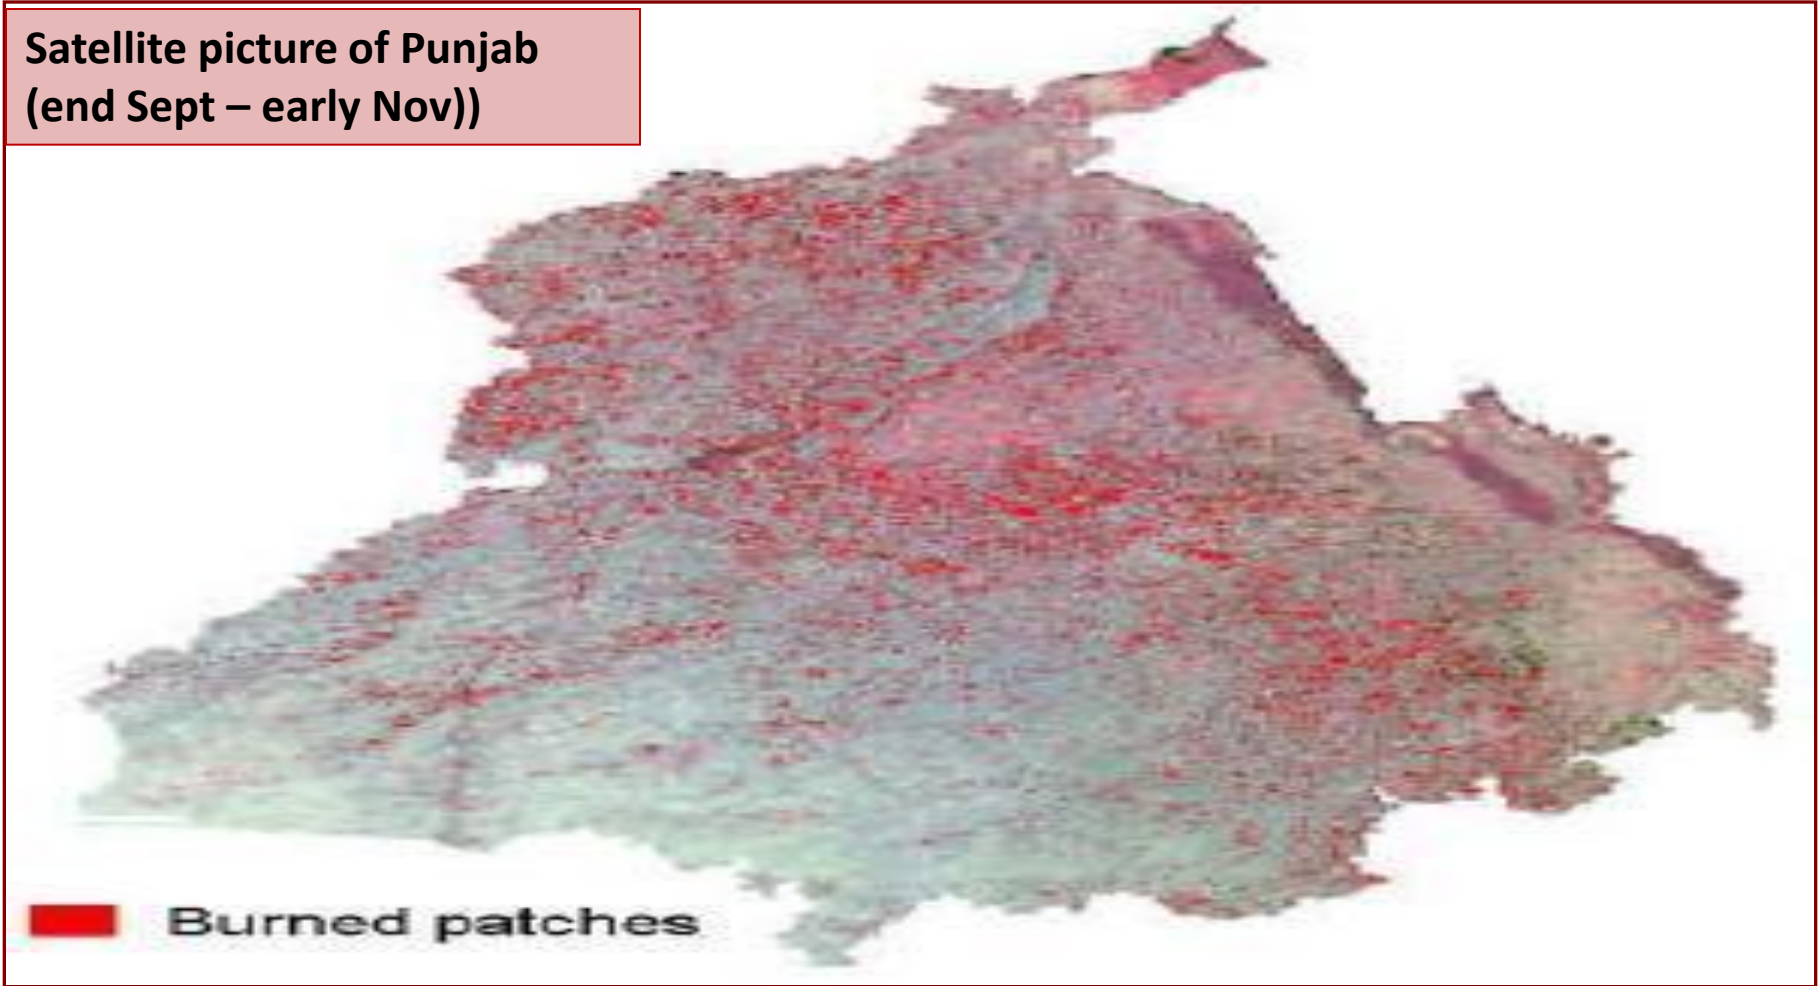 Satellite picture of Punjab
(end Sept – early Nov))
Burned patches